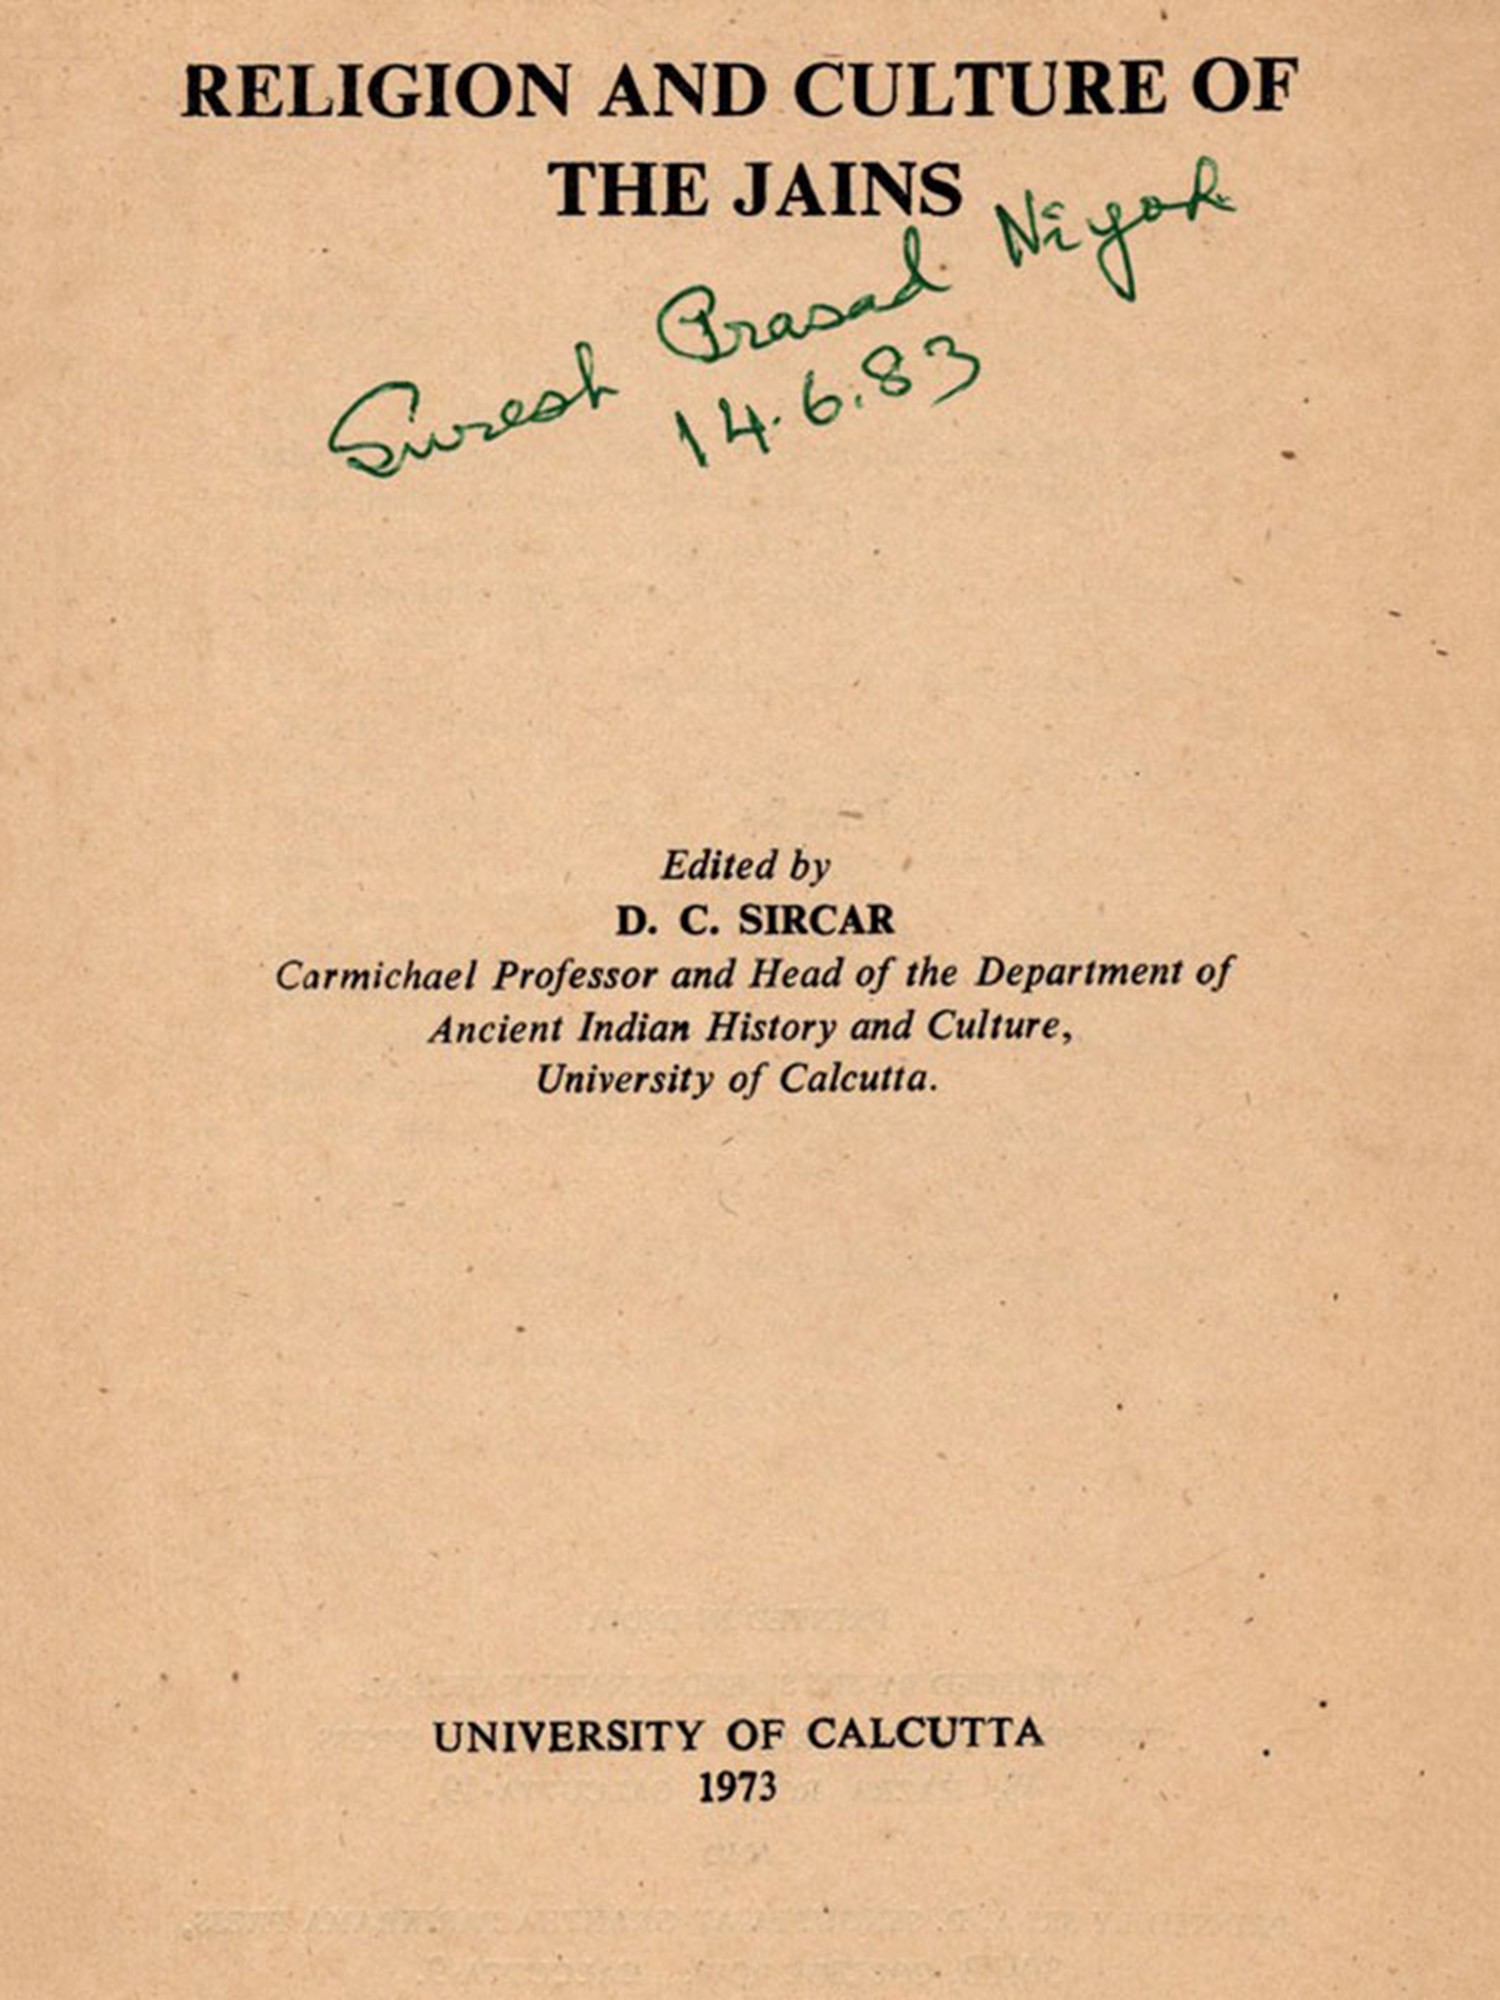 RELIGION AND CULTURE OF
THE JAINS
Suresh Prasad Niyok
14.6.83
Edited by
D. C. SIRCAR
Carmichael Professor and Head of the Department of
Ancient Indian History and Culture,
University of Calcutta.
UNIVERSITY OF CALCUTTA
1973